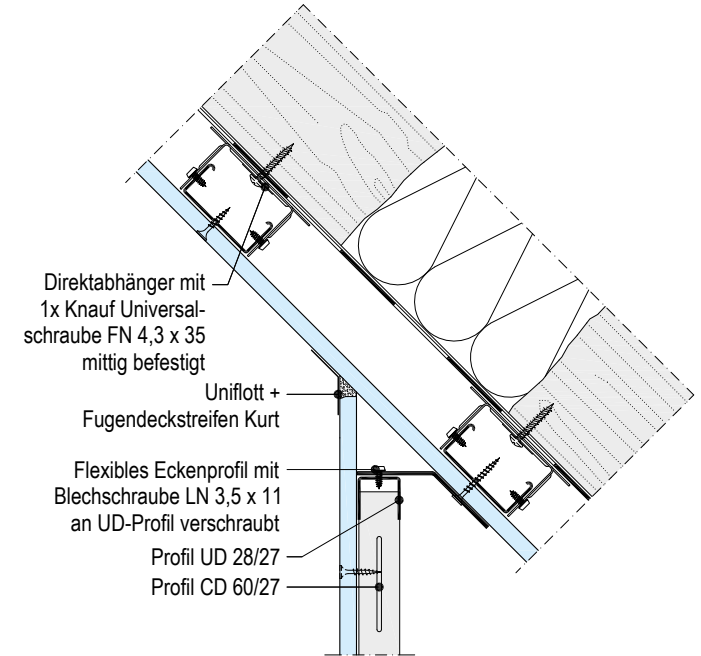 Direktabhänger mit
1x Knauf Universal-
schraube FN 4,3 x 35
mittig befestigt
Uniflott +
Fugendeckstreifen Kurt
Flexibles Eckenprofil mit
Blechschraube LN 3,5 x 11
an UD-Profil verschraubt
Profil UD 28/27
Profil CD 60/27